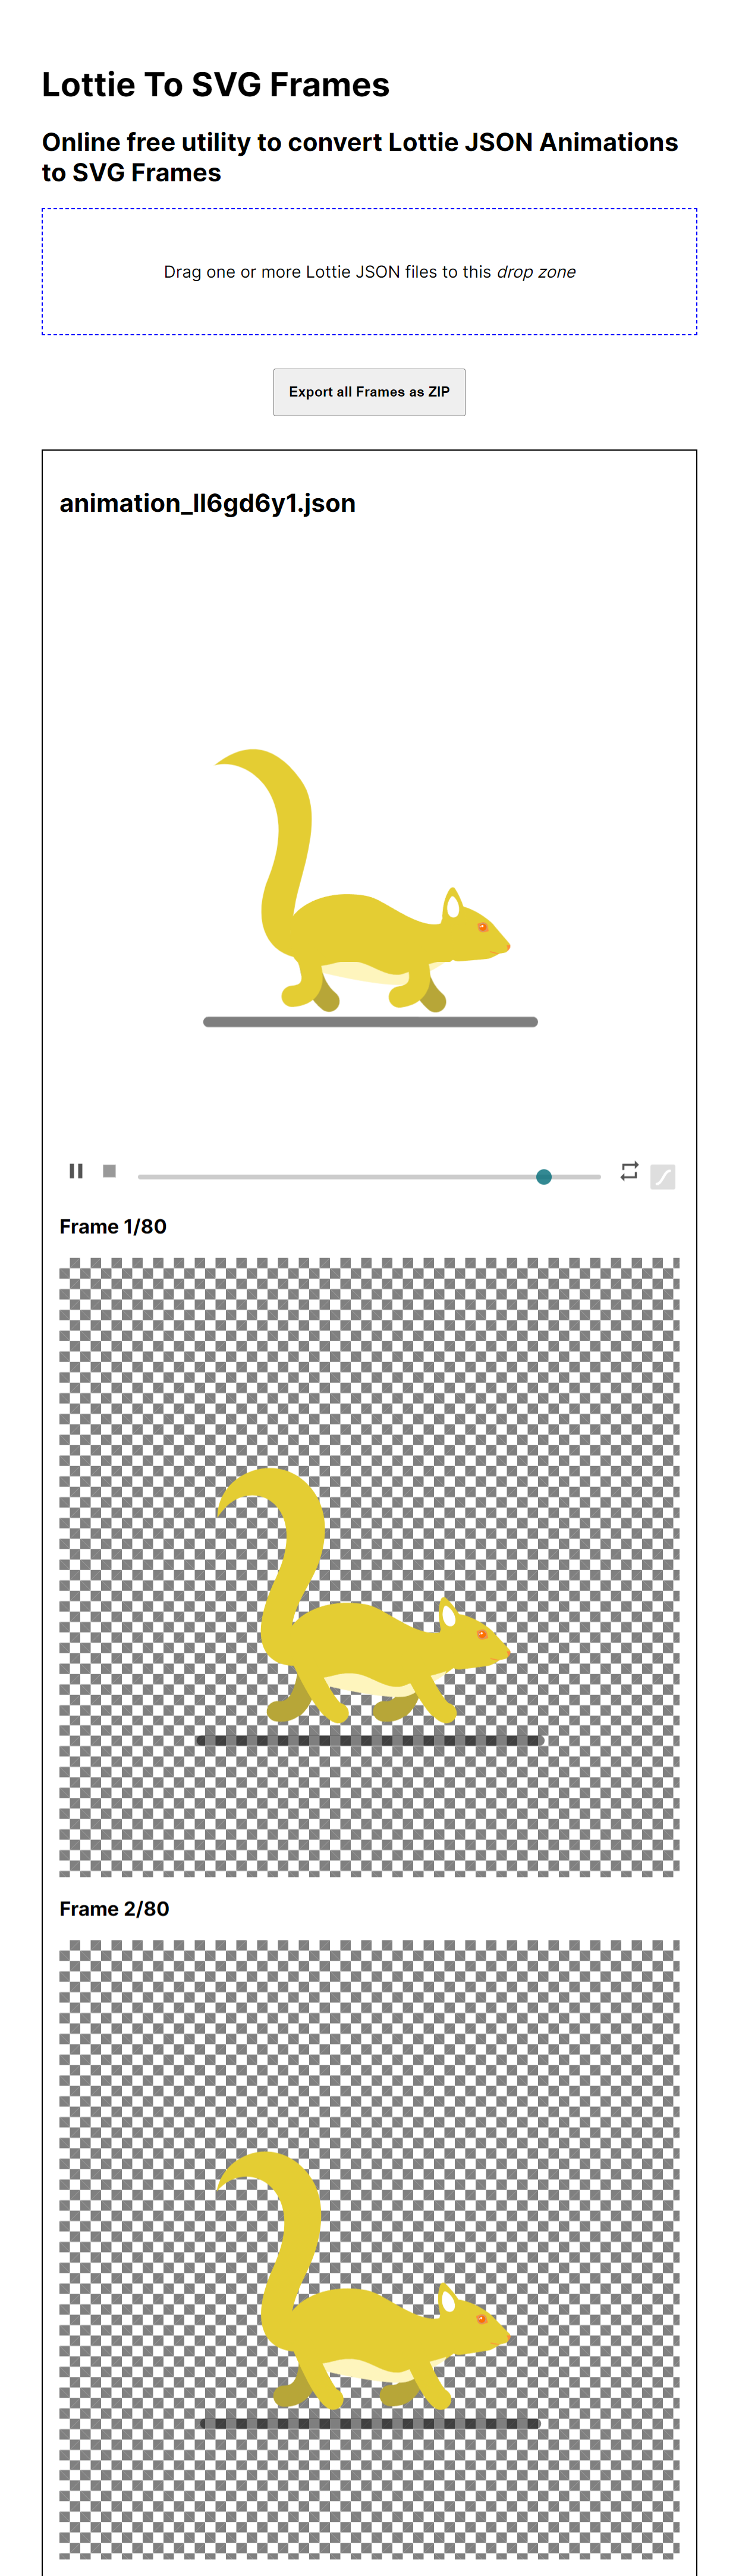 Lottie To SVG Frames
Online free utility to convert Lottie JSON Animations
to SVG Frames
Drag one or more Lottie JSON files to this drop zone
Export all Frames as ZIP
animation_ll6gd6y1.json
Frame 1/80
Frame 2/80